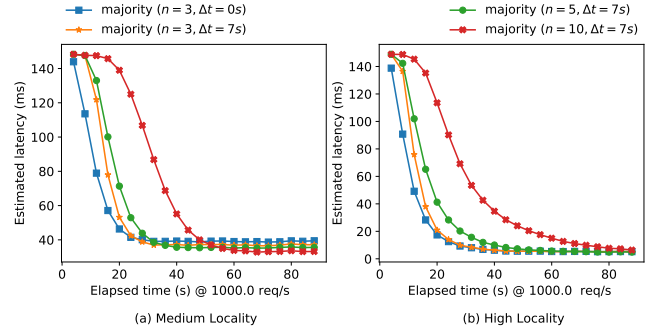 majority (n = 3, Δt = 0s)
majority (n = 3, Δt = 7s)
majority (n = 5, Δt = 7s)
majority (n = 10, Δt = 7s)
Estimated latency (ms)
140
120
100
80
60
40
0 20 40 60 80
Elapsed time (s) @ 1000.0 req/s
(a) Medium Locality
Estimated latency (ms)
140
120
100
80
60
40
20
0
0 20 40 60 80
Elapsed time (s) @ 1000.0 req/s
(b) High Locality